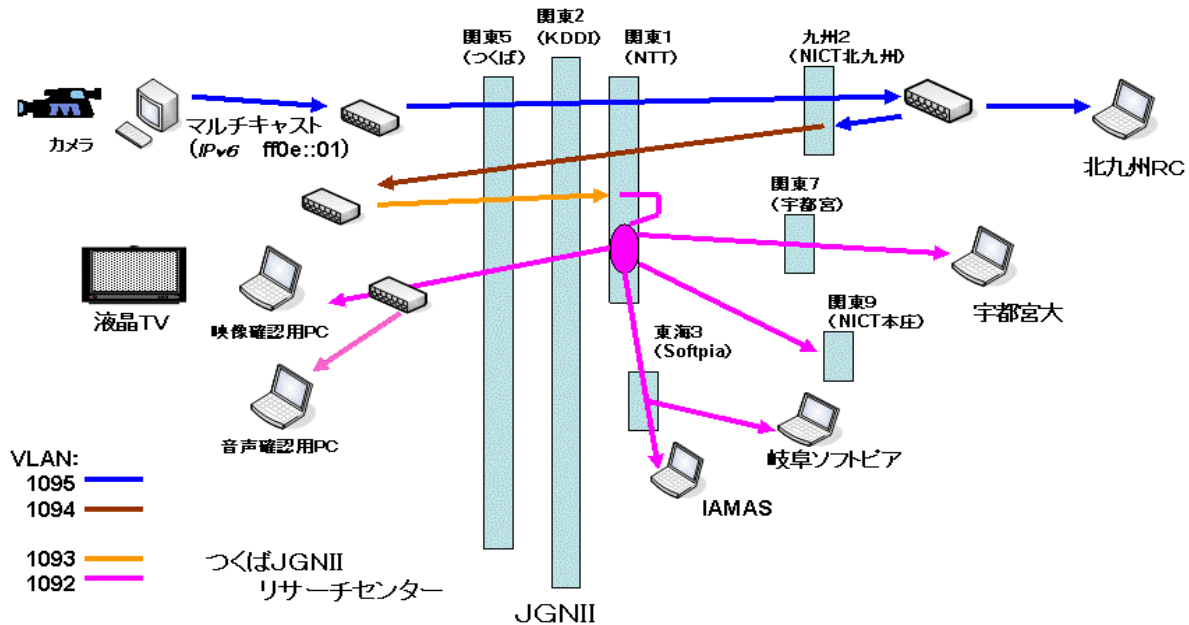 関東5
(つくば)
関東2
(KDDI)
関東1
(NTT)
九州2
(NICT北九州)
カメラ
マルチキャスト
(IPv6 ff0e::01)
北九州RC
関東7
(宇都宮)
液晶TV
映像確認用PC
宇都宮大
関東9
(NICT本庄)
東海3
(Softpia)
音声確認用PC
岐阜ソフトピア
IAMAS
VLAN:
1095
1094
1093
1092
つくばJGNII
リサーチセンター
JGNII